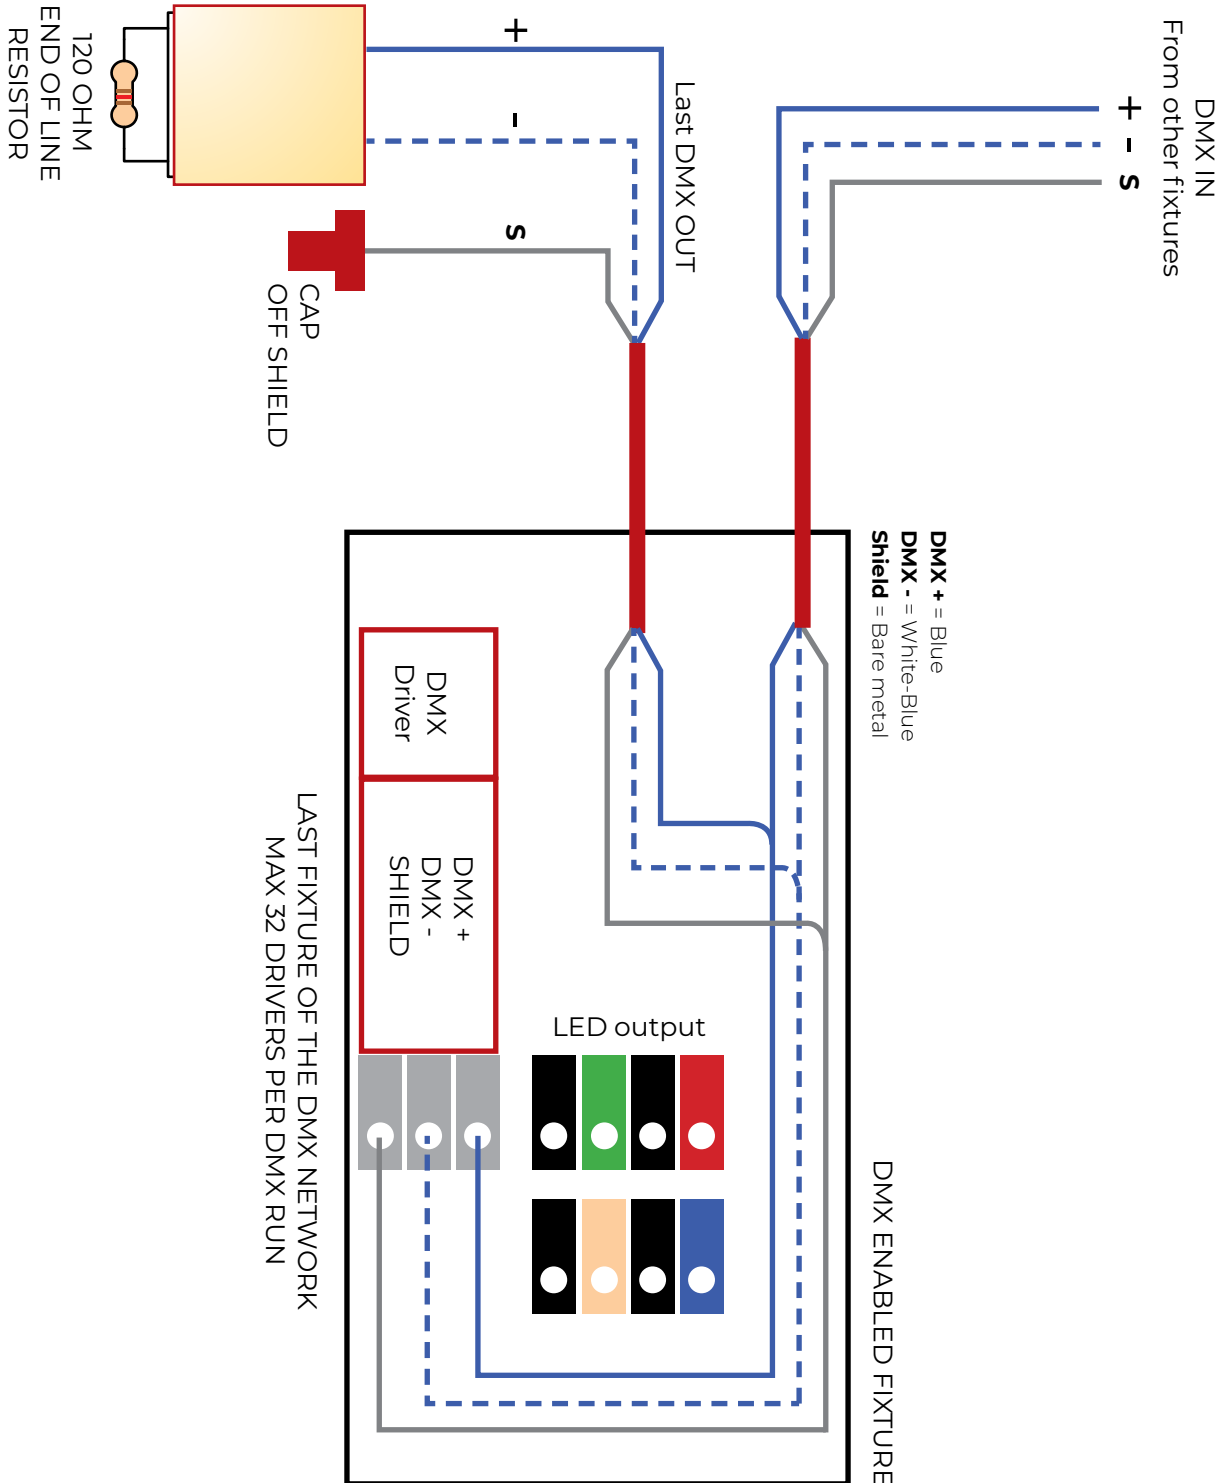 DMX IN
From other fixtures
+
-
S
Last DMX OUT
+
-
S
120 OHM
END OF LINE
RESISTOR
CAP
OFF SHIELD
DMX + = Blue
DMX - = White-Blue
Shield = Bare metal
DMX
Driver
DMX +
DMX -
SHIELD
LED output
DMX ENABLED FIXTURE
LAST FIXTURE OF THE DMX NETWORK
MAX 32 DRIVERS PER DMX RUN